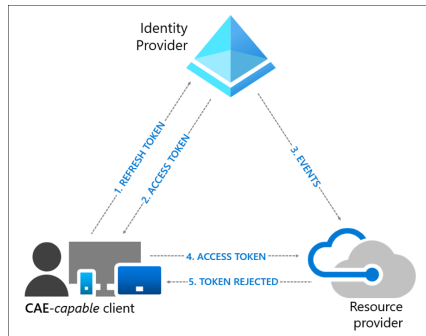 Identity
Provider
1. REFRESH TOKEN
2. ACCESS TOKEN
3. EVENTS
4. ACCESS TOKEN
5. TOKEN REJECTED
CAE-capable client
Resource
provider